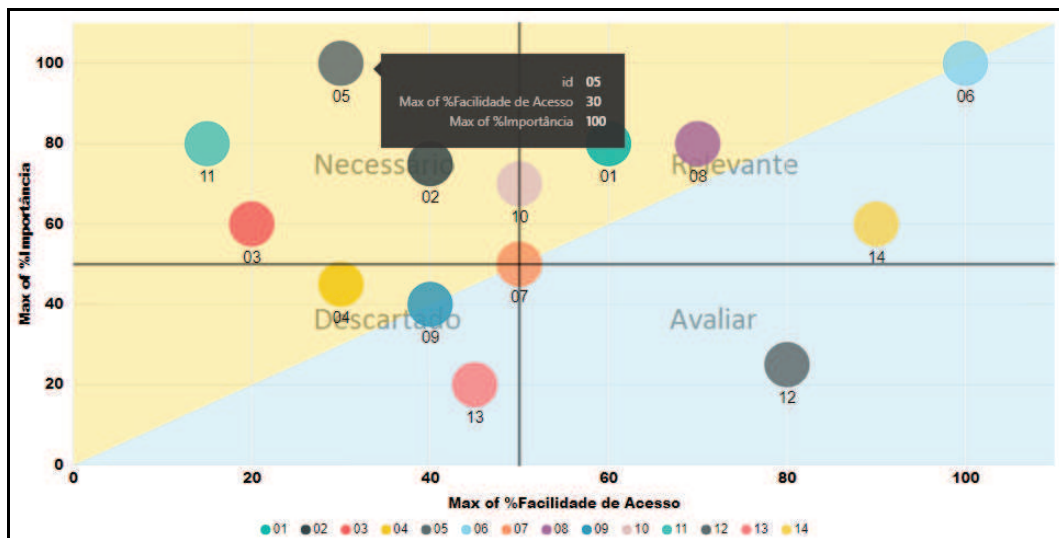 100
80
60
40
20
0
Max of %Importância
05
id 05
Max of %Facilidade de Acesso 30
Max of %Importância 100
06
11
Necessário
02
01
08
Relevante
10
03
14
04
07
Descartado
09
Avaliar
13
12
0 20 40 60 80 100
Max of %Facilidade de Acesso
01 02 03 04 05 06 07 08 09 10 11 12 13 14